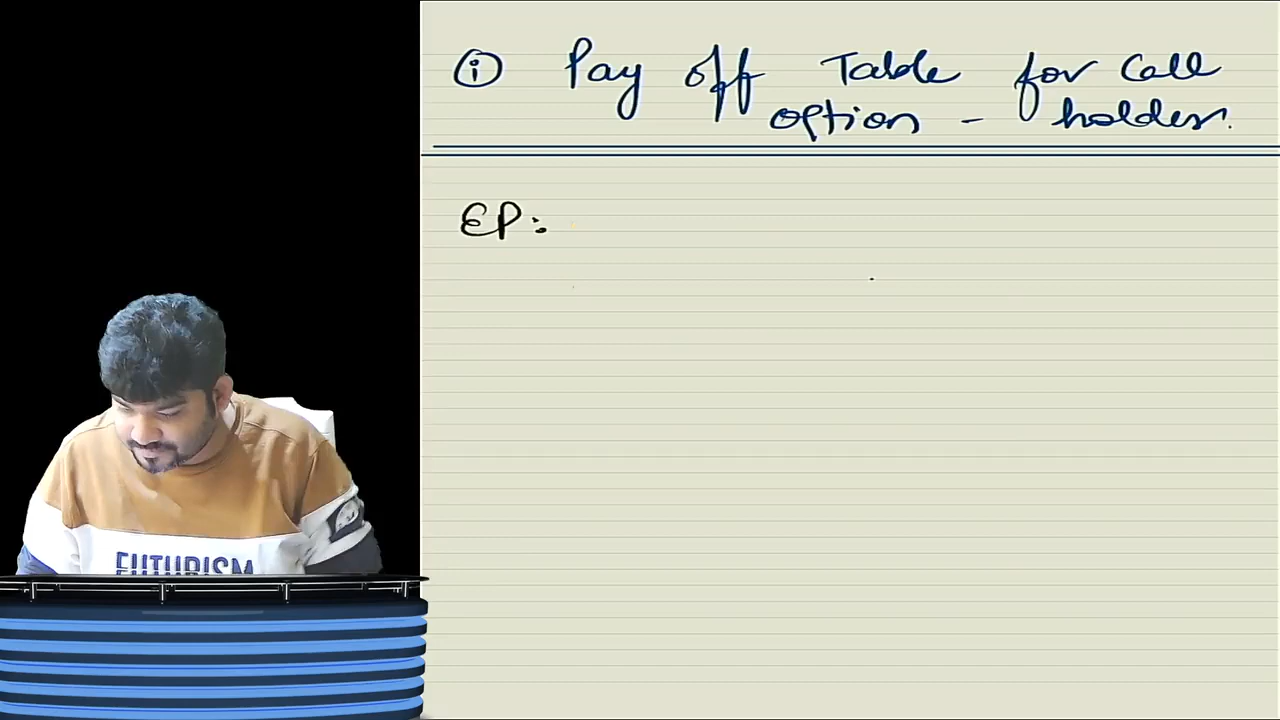 (i) Pay off Table for Call
option - holder.
EP:
FUTURISM